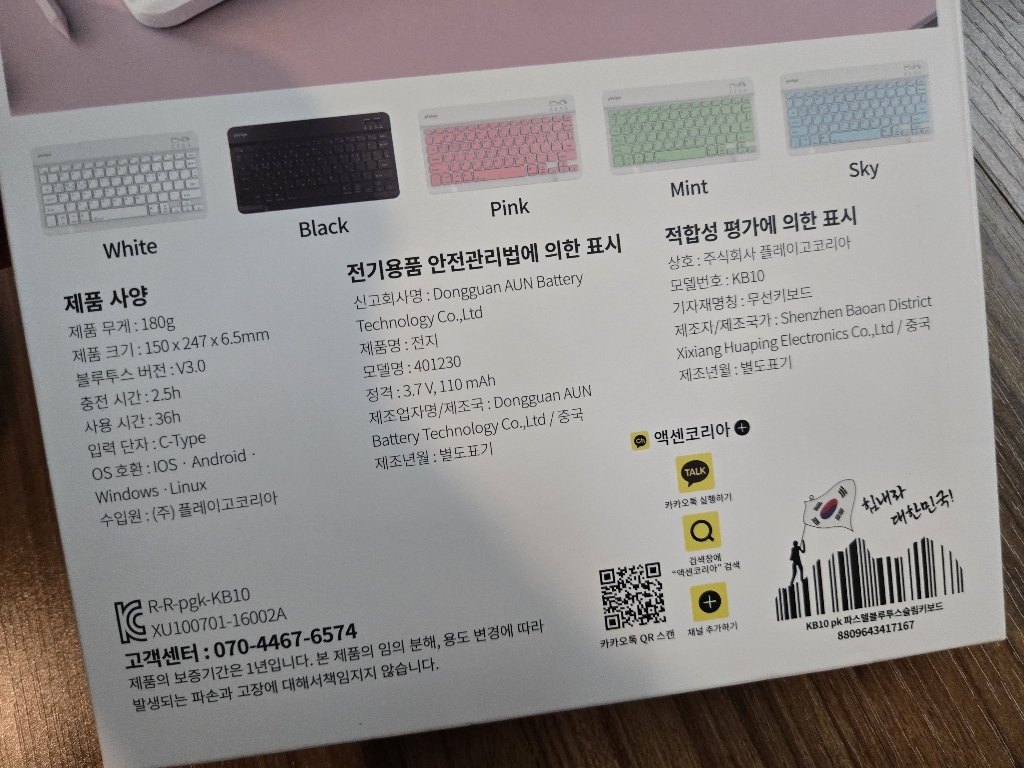 White
Black
Pink
Mint
Sky
제품 사양
제품 무게 : 180g
제품 크기 : 150 x 247 x 6.5mm
블루투스 버전 : V3.0
충전 시간 : 2.5h
사용 시간 : 36h
입력 단자 : C-Type
OS 호환 : IOS · Android ·
Windows · Linux
수입원 : (주) 플레이고코리아
전기용품 안전관리법에 의한 표시
신고회사명 : Dongguan AUN Battery
Technology Co.,Ltd
제품명 : 전지
모델명 : 401230
정격 : 3.7 V, 110 mAh
제조업자명/제조국 : Dongguan AUN
Battery Technology Co.,Ltd / 중국
제조년월 : 별도표기
적합성 평가에 의한 표시
상호 : 주식회사 플레이고코리아
모델번호 : KB10
기자재명칭 : 무선키보드
제조자/제조국가 : Shenzhen Baoan District
Xixiang Huaping Electronics Co.,Ltd / 중국
제조년월 : 별도표기
Ch 액센코리아 +
TALK
카카오톡 실행하기
검색창에
"액센코리아" 검색
채널 추가하기
카카오톡 QR 스캔
힘내라
대한민국!
KB10 pk 파스텔블루투스슬림키보드
8809643417167
R-R-pgk-KB10
XU100701-16002A
고객센터 : 070-4467-6574
제품의 보증기간은 1년입니다. 본 제품의 임의 분해, 용도 변경에 따라
발생되는 파손과 고장에 대해서책임지지 않습니다.